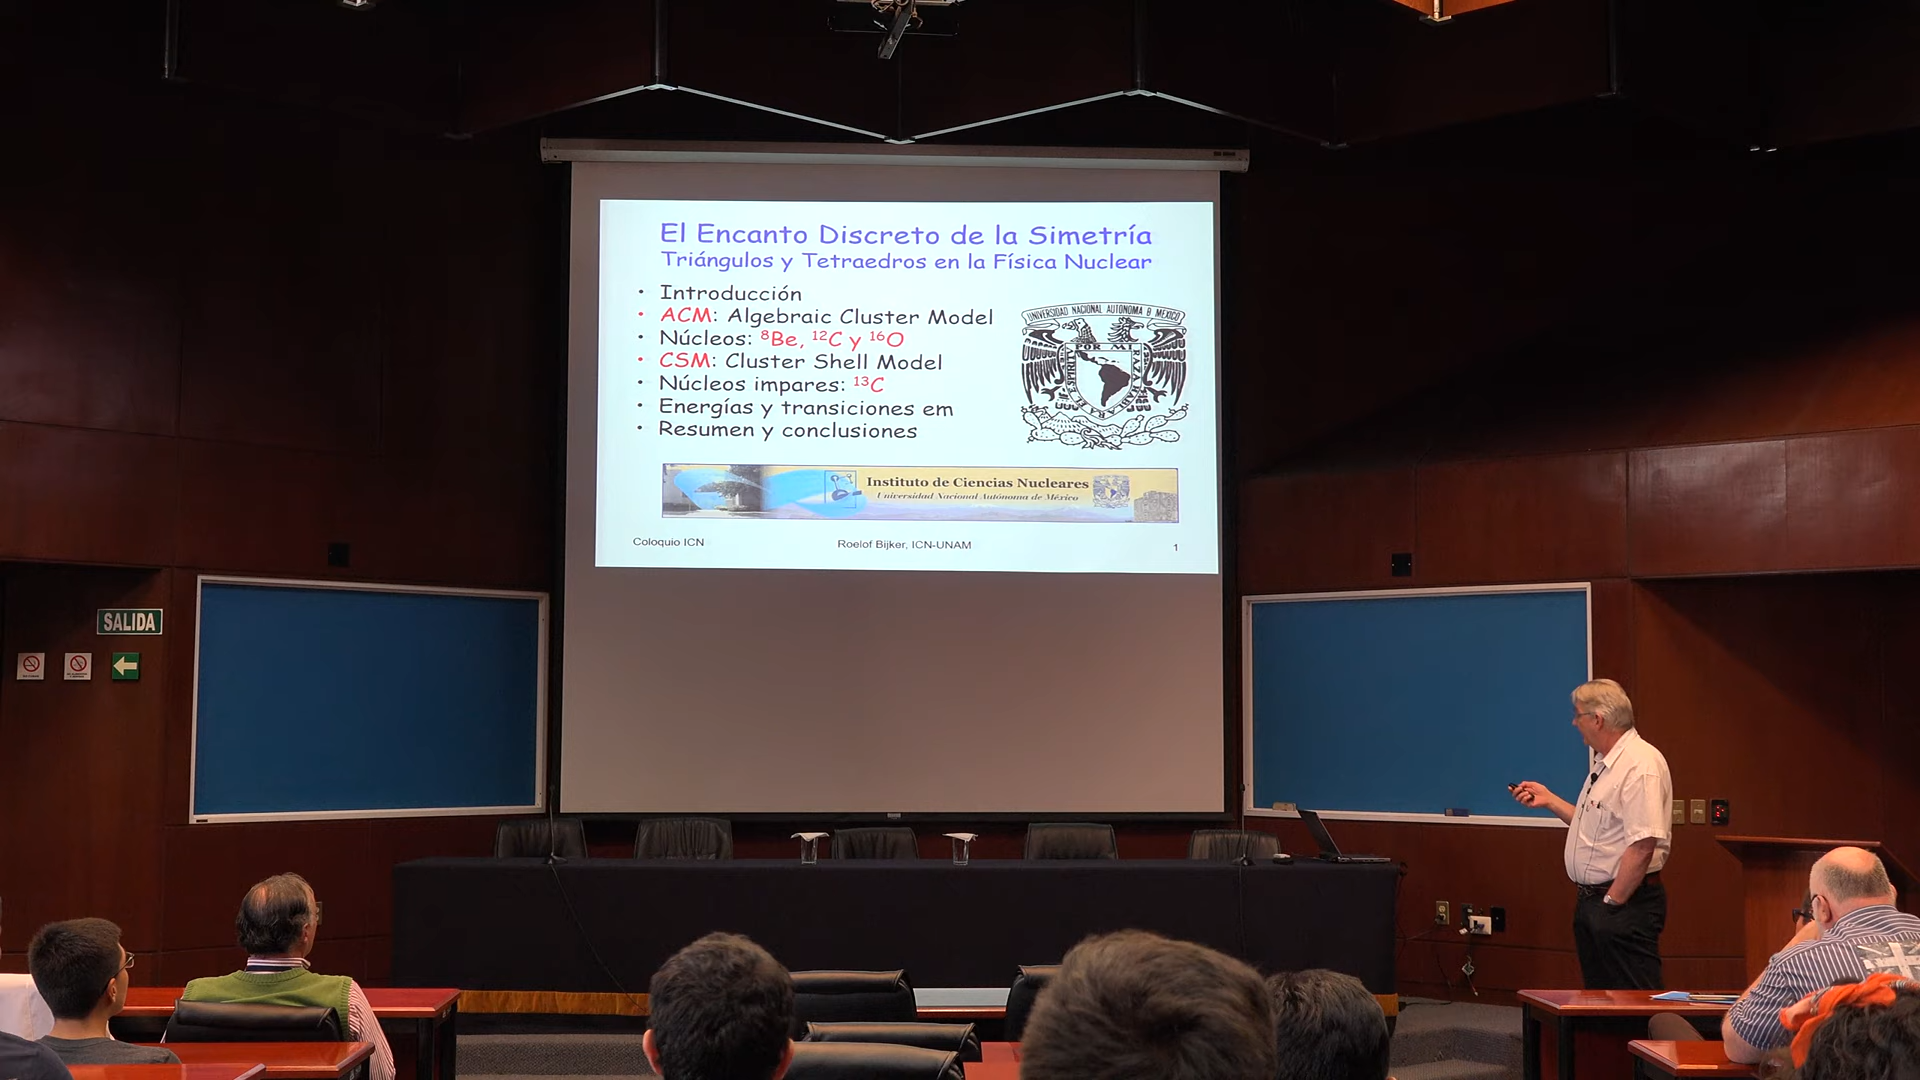 El Encanto Discreto de la Simetría
Triángulos y Tetraedros en la Física Nuclear
• Introducción
• ACM: Algebraic Cluster Model
• Núcleos: ⁸Be, ¹²C y ¹⁶O
• CSM: Cluster Shell Model
• Núcleos impares: ¹³C
• Energías y transiciones em
• Resumen y conclusiones
UNIVERSIDAD NACIONAL AUTONOMA
POR MI RAZA HABLARA EL ESPIRITU
Instituto de Ciencias Nucleares
Universidad Nacional Autónoma de México
Coloquio ICN
Roelof Bijker, ICN-UNAM
1
SALIDA